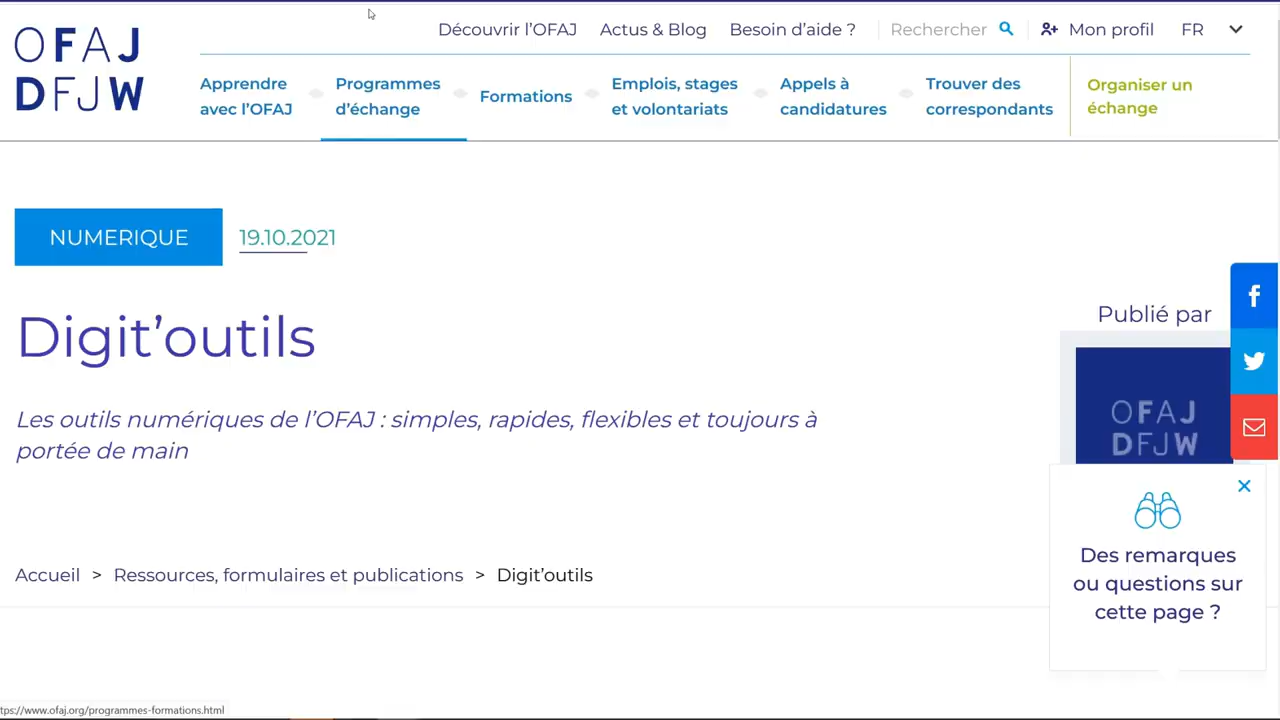 OFAJ
DFJW
Découvrir l'OFAJ Actus & Blog Besoin d'aide ? Rechercher Mon profil FR
Apprendre
avec l'OFAJ
Programmes
d'échange
Formations
Emplois, stages
et volontariats
Appels à
candidatures
Trouver des
correspondants
Organiser un
échange
NUMERIQUE 19.10.2021
Digit'outils
Les outils numériques de l'OFAJ : simples, rapides, flexibles et toujours à
portée de main
Publié par
OFAJ
DFJW
Accueil > Ressources, formulaires et publications > Digit'outils
Des remarques
ou questions sur
cette page ?
tps://www.ofaj.org/programmes-formations.html